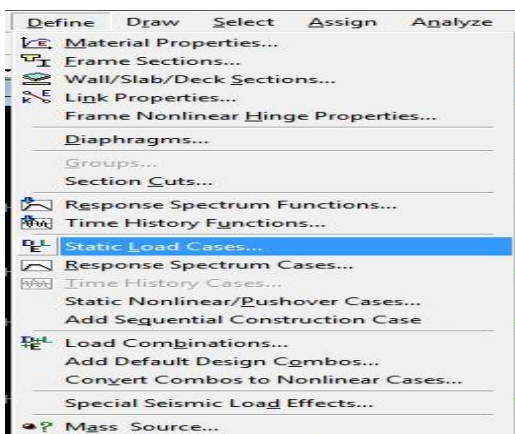 Define Draw Select Assign Analyze
Material Properties...
Frame Sections...
Wall/Slab/Deck Sections...
Link Properties...
Frame Nonlinear Hinge Properties...
Diaphragms...
Groups...
Section Cuts...
Response Spectrum Functions...
Time History Functions...
Static Load Cases...
Response Spectrum Cases...
Time History Cases...
Static Nonlinear/Pushover Cases...
Add Sequential Construction Case
Load Combinations...
Add Default Design Combos...
Convert Combos to Nonlinear Cases...
Special Seismic Load Effects...
Mass Source...